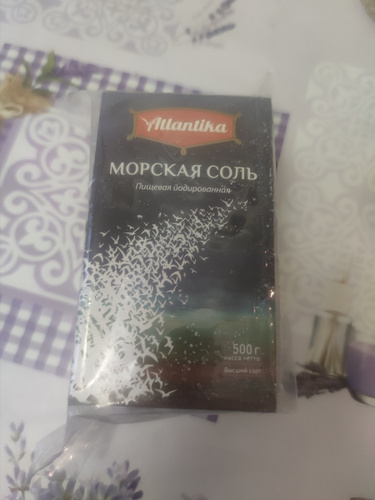 Atlantika
МОРСКАЯ СОЛЬ
Пищевая йодированная
500 г
масса нетто
Высший сорт